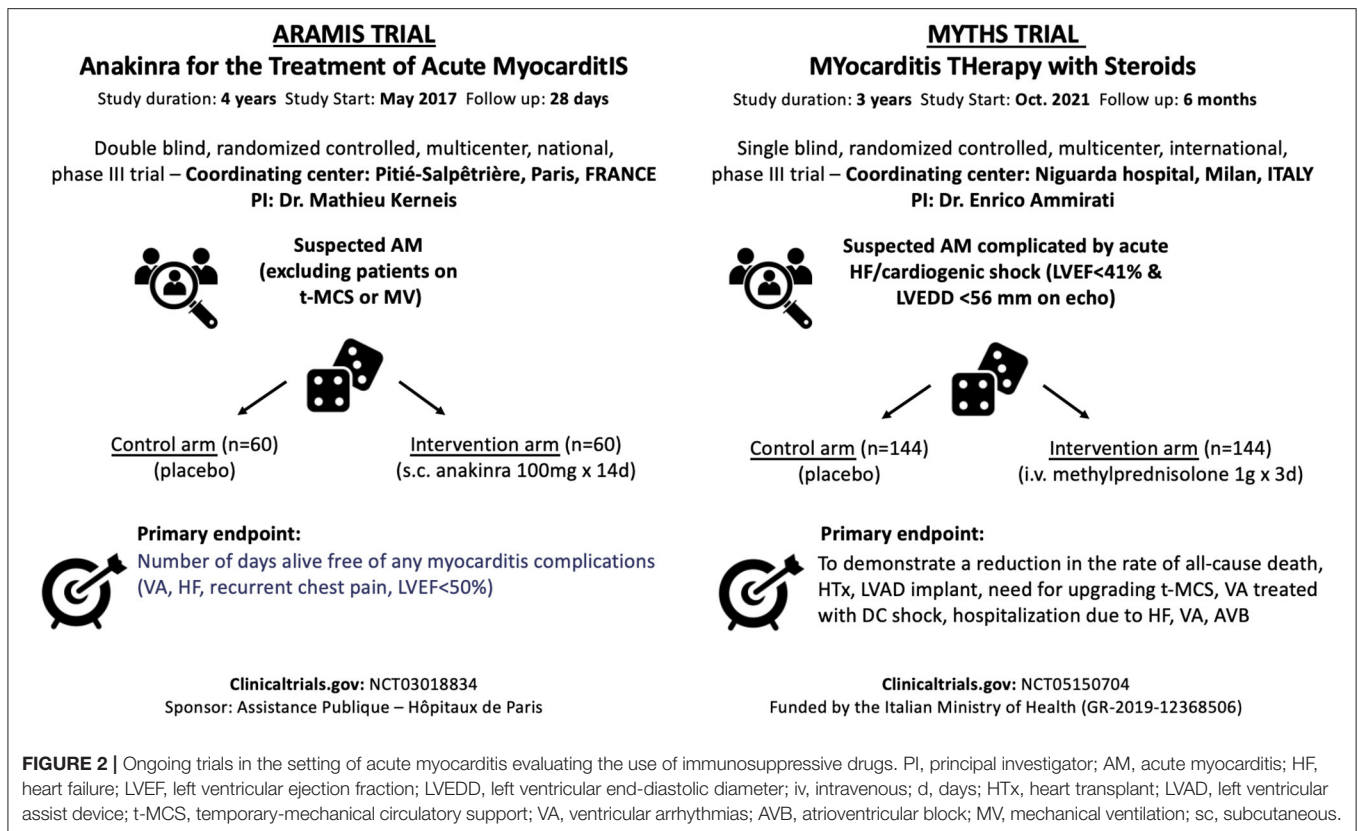 ARAMIS TRIAL
Anakinra for the Treatment of Acute MyocarditIS
Study duration: 4 years Study Start: May 2017 Follow up: 28 days
Double blind, randomized controlled, multicenter, national,
phase III trial – Coordinating center: Pitié-Salpêtrière, Paris, FRANCE
PI: Dr. Mathieu Kerneis
Suspected AM
(excluding patients on
t-MCS or MV)
Control arm (n=60)
(placebo)
Intervention arm (n=60)
(s.c. anakinra 100mg x 14d)
Primary endpoint:
Number of days alive free of any myocarditis complications
(VA, HF, recurrent chest pain, LVEF<50%)
Clinicaltrials.gov: NCT03018834
Sponsor: Assistance Publique – Hôpitaux de Paris
MYTHS TRIAL
MYocarditis THerapy with Steroids
Study duration: 3 years Study Start: Oct. 2021 Follow up: 6 months
Single blind, randomized controlled, multicenter, international,
phase III trial – Coordinating center: Niguarda hospital, Milan, ITALY
PI: Dr. Enrico Ammirati
Suspected AM complicated by acute
HF/cardiogenic shock (LVEF<41% &
LVEDD <56 mm on echo)
Control arm (n=144)
(placebo)
Intervention arm (n=144)
(i.v. methylprednisolone 1g x 3d)
Primary endpoint:
To demonstrate a reduction in the rate of all-cause death,
HTx, LVAD implant, need for upgrading t-MCS, VA treated
with DC shock, hospitalization due to HF, VA, AVB
Clinicaltrials.gov: NCT05150704
Funded by the Italian Ministry of Health (GR-2019-12368506)
FIGURE 2 | Ongoing trials in the setting of acute myocarditis evaluating the use of immunosuppressive drugs. PI, principal investigator; AM, acute myocarditis; HF,
heart failure; LVEF, left ventricular ejection fraction; LVEDD, left ventricular end-diastolic diameter; iv, intravenous; d, days; HTx, heart transplant; LVAD, left ventricular
assist device; t-MCS, temporary-mechanical circulatory support; VA, ventricular arrhythmias; AVB, atrioventricular block; MV, mechanical ventilation; sc, subcutaneous.